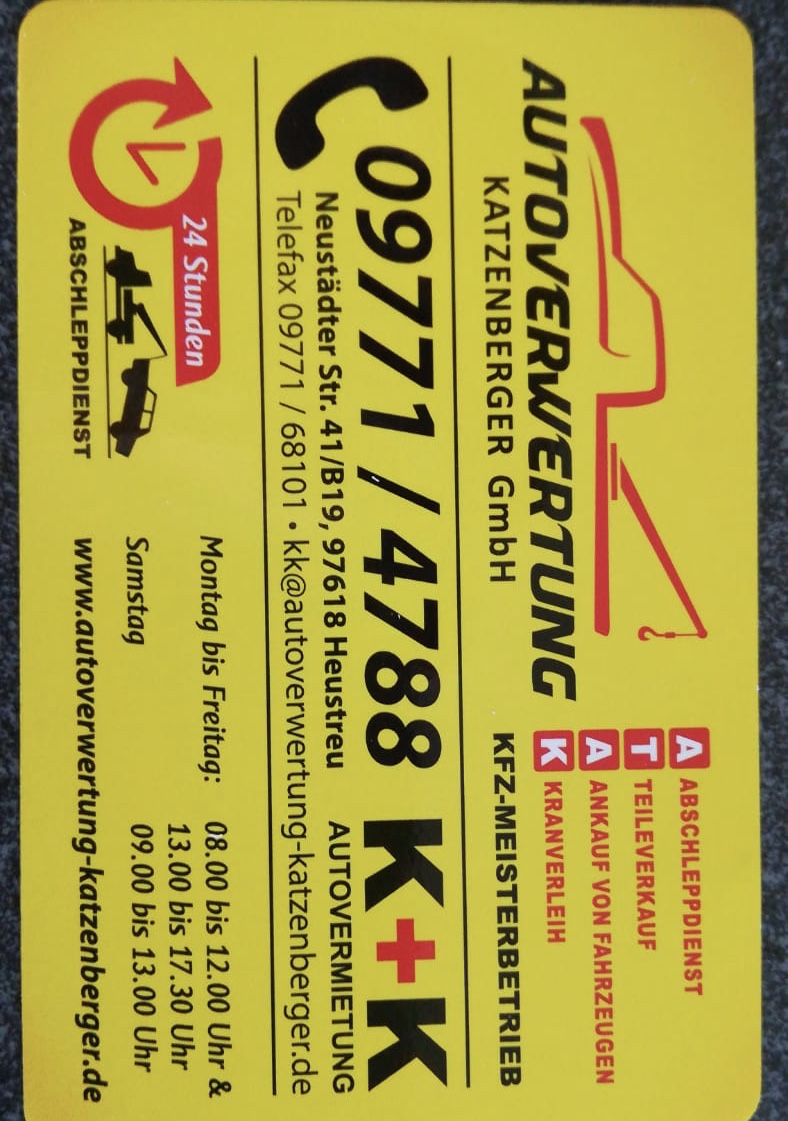 AUTOVERWERTUNG
KATZENBERGER GmbH
A ABSCHLEPPDIENST
T TEILEVERKAUF
A ANKAUF VON FAHRZEUGEN
K KRANVERLEIH
KFZ-MEISTERBETRIEB
09771 / 4788 K+K
Neustädter Str. 41/B19, 97618 Heustreu AUTOVERMIETUNG
Telefax 09771 / 68101 • kk@autoverwertung-katzenberger.de
24 Stunden
ABSCHLEPPDIENST
Montag bis Freitag: 08.00 bis 12.00 Uhr &
13.00 bis 17.30 Uhr
Samstag 09.00 bis 13.00 Uhr
www.autoverwertung-katzenberger.de